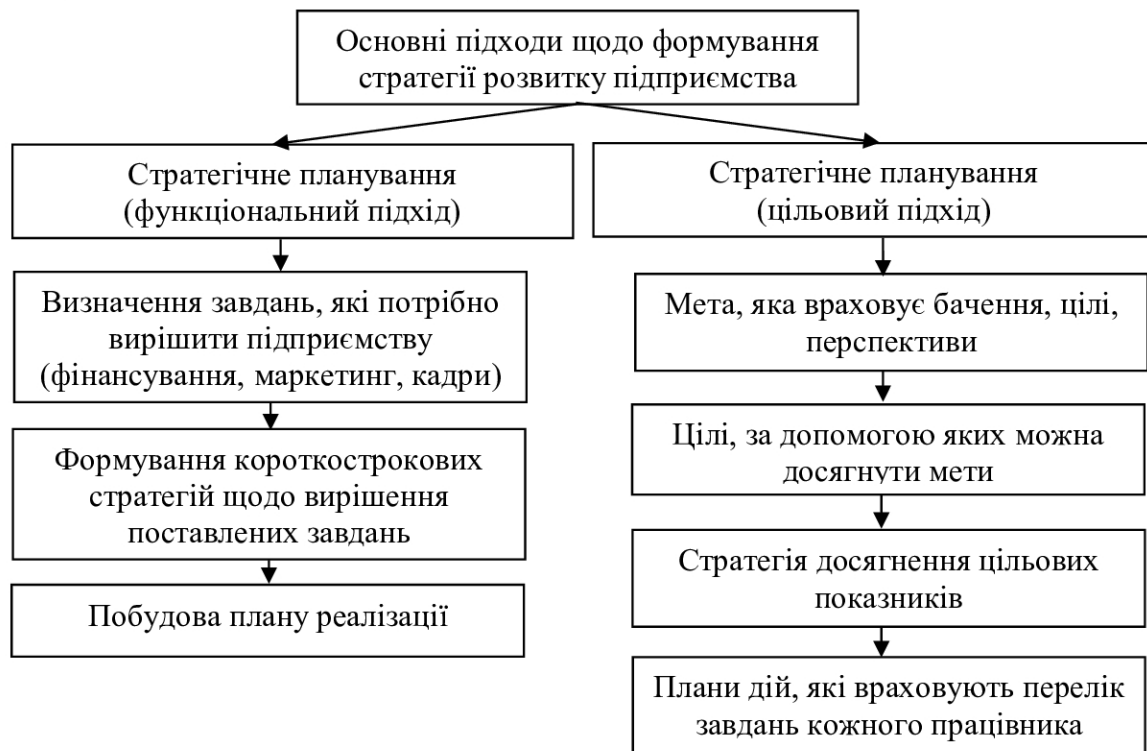 Основні підходи щодо формування
стратегії розвитку підприємства
Стратегічне планування
(функціональний підхід)
Визначення завдань, які потрібно
вирішити підприємству
(фінансування, маркетинг, кадри)
Формування короткострокових
стратегій щодо вирішення
поставлених завдань
Побудова плану реалізації
Стратегічне планування
(цільовий підхід)
Мета, яка враховує бачення, цілі,
перспективи
Цілі, за допомогою яких можна
досягнути мети
Стратегія досягнення цільових
показників
Плани дій, які враховують перелік
завдань кожного працівника